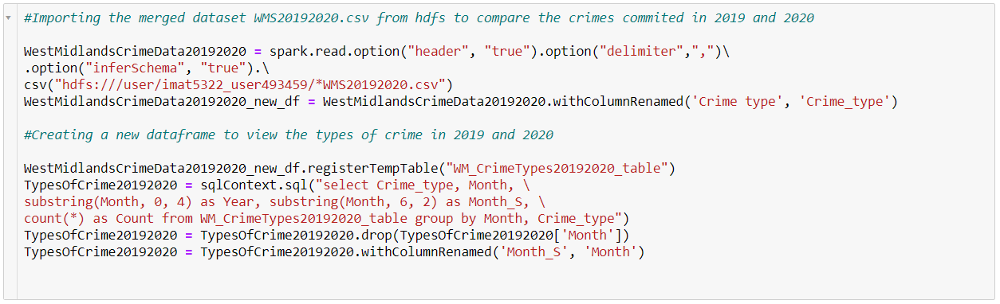 #Importing the merged dataset WMS20192020.csv from hdfs to compare the crimes commited in 2019 and 2020
WestMidlandsCrimeData20192020 = spark.read.option("header", "true").option("delimiter",",")\
.option("inferSchema", "true").\
csv("hdfs:///user/imat5322_user493459/*WMS20192020.csv")
WestMidlandsCrimeData20192020_new_df = WestMidlandsCrimeData20192020.withColumnRenamed('Crime type', 'Crime_type')
#Creating a new dataframe to view the types of crime in 2019 and 2020
WestMidlandsCrimeData20192020_new_df.registerTempTable("WM_CrimeTypes20192020_table")
TypesOfCrime20192020 = sqlContext.sql("select Crime_type, Month, \
substring(Month, 0, 4) as Year, substring(Month, 6, 2) as Month_S, \
count(*) as Count from WM_CrimeTypes20192020_table group by Month, Crime_type")
TypesOfCrime20192020 = TypesOfCrime20192020.drop(TypesOfCrime20192020['Month'])
TypesOfCrime20192020 = TypesOfCrime20192020.withColumnRenamed('Month_S', 'Month')